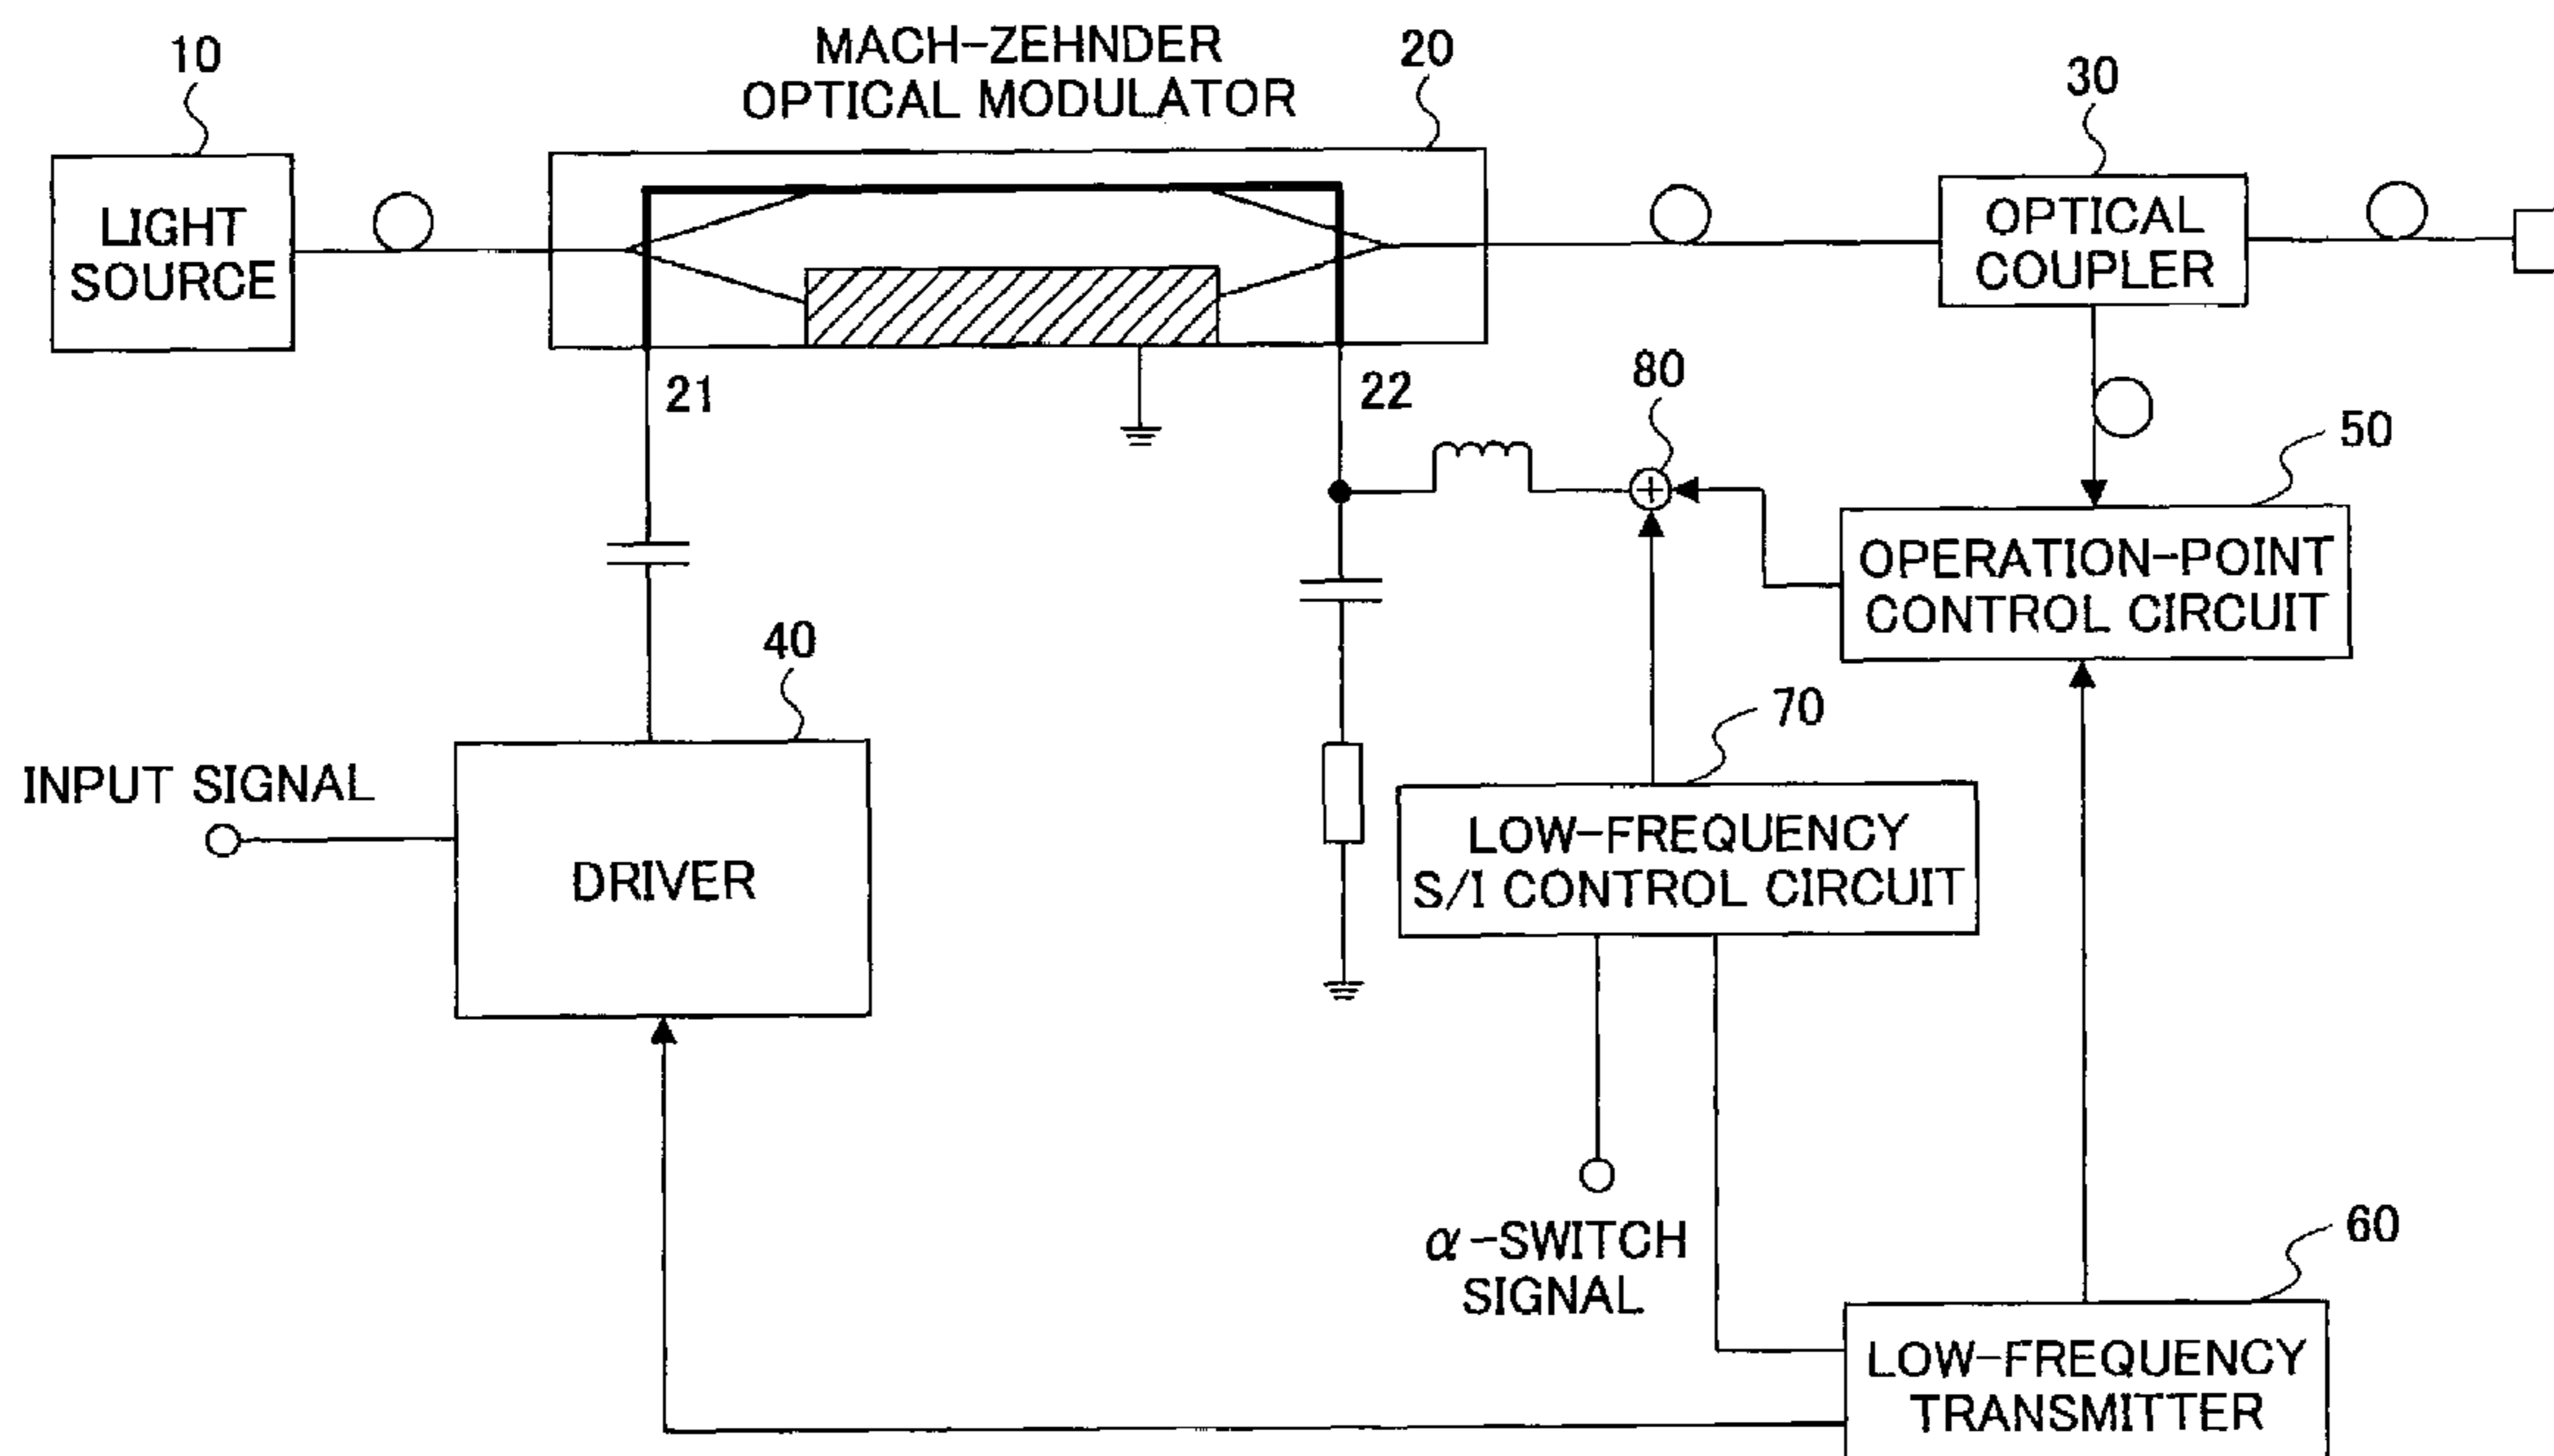 10
MACH-ZEHNDER
OPTICAL MODULATOR
20
30
LIGHT
SOURCE
OPTICAL
COUPLER
21
22
80
50
OPERATION-POINT
CONTROL CIRCUIT
40
70
INPUT SIGNAL
DRIVER
LOW-FREQUENCY
S/I CONTROL CIRCUIT
α-SWITCH
SIGNAL
60
LOW-FREQUENCY
TRANSMITTER